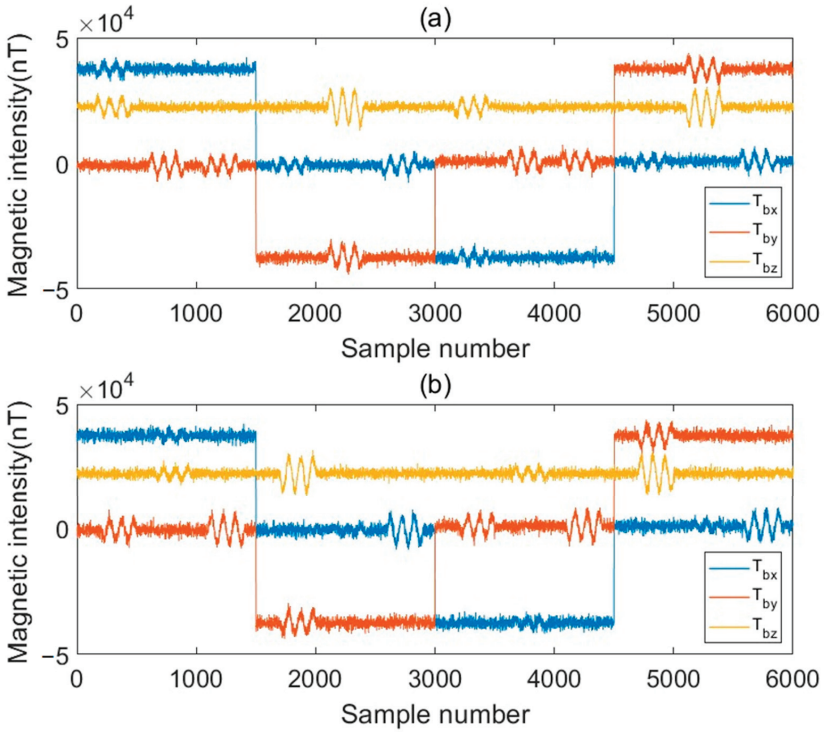 (a)
×10⁴
5
0
−5
Magnetic intensity(nT)
T_bx
T_by
T_bz
0 1000 2000 3000 4000 5000 6000
Sample number
(b)
×10⁴
5
0
−5
Magnetic intensity(nT)
T_bx
T_by
T_bz
0 1000 2000 3000 4000 5000 6000
Sample number